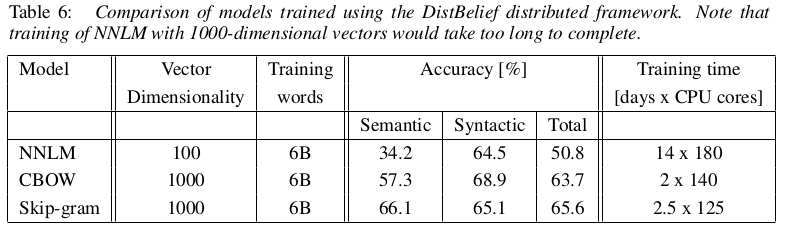 Table 6: Comparison of models trained using the DistBelief distributed framework. Note that
training of NNLM with 1000-dimensional vectors would take too long to complete.
Model Vector Training Accuracy [%] Training time
Dimensionality words [days x CPU cores]
Semantic Syntactic Total
NNLM 100 6B 34.2 64.5 50.8 14 x 180
CBOW 1000 6B 57.3 68.9 63.7 2 x 140
Skip-gram 1000 6B 66.1 65.1 65.6 2.5 x 125